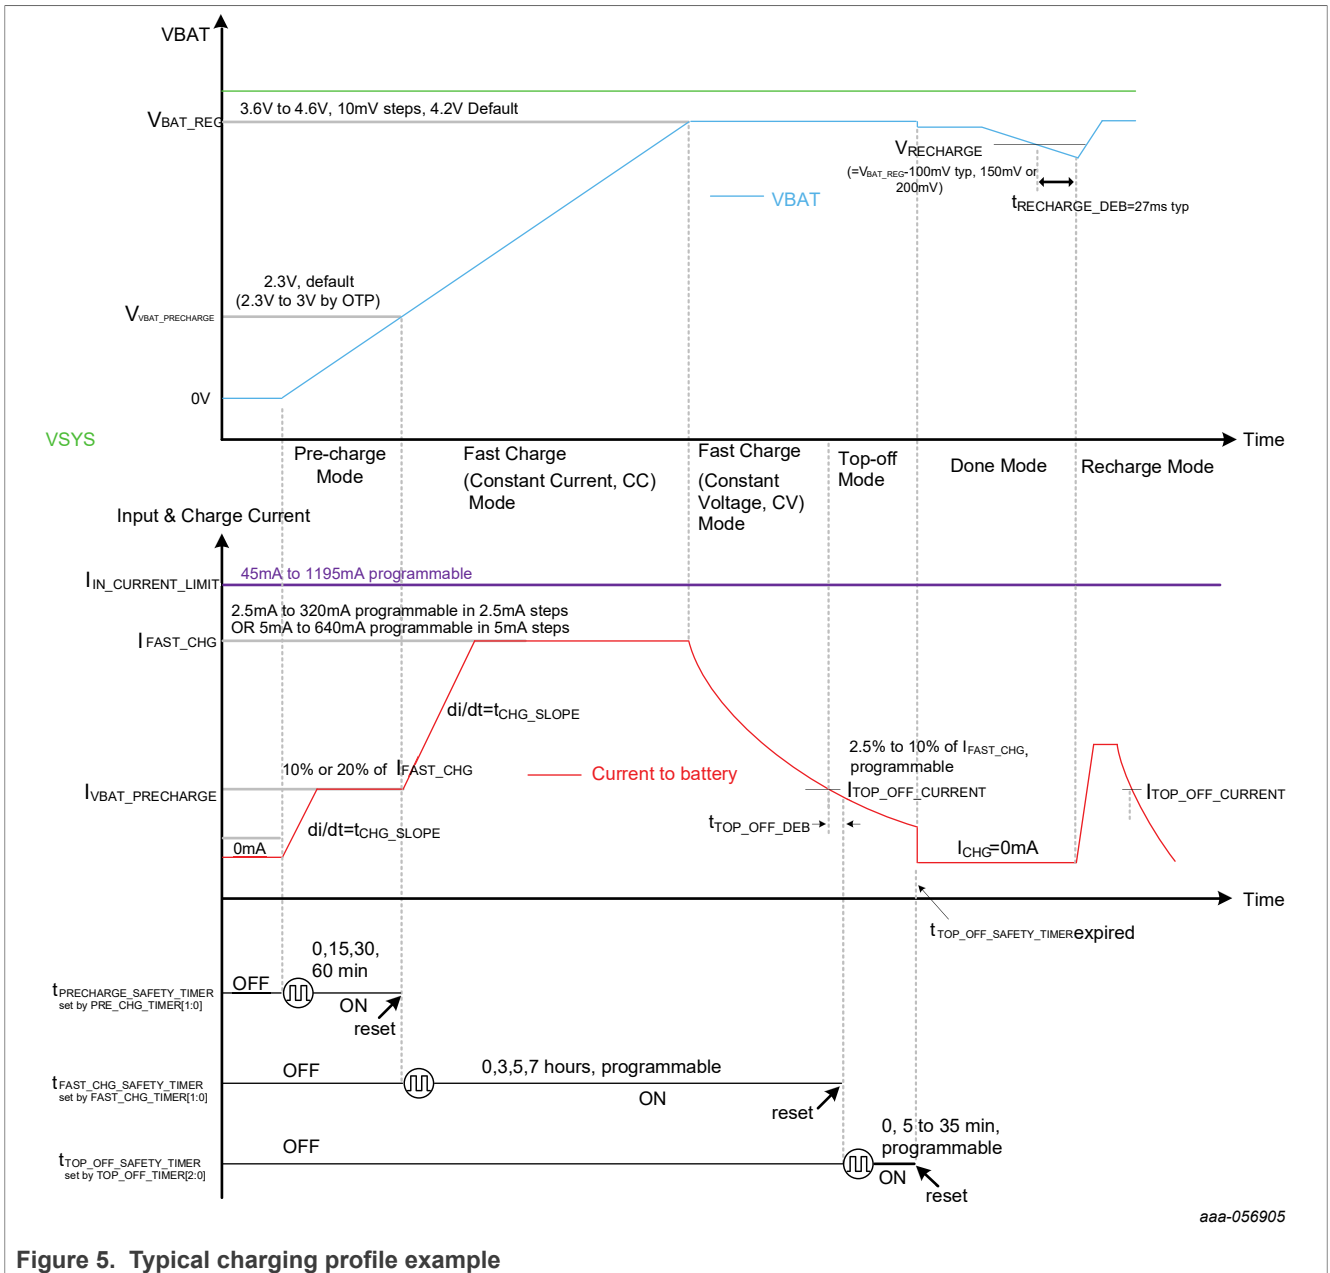 VBAT
3.6V to 4.6V, 10mV steps, 4.2V Default
VBAT_REG
VRECHARGE
(=VBAT_REG-100mV typ, 150mV or
200mV)
VBAT
tRECHARGE_DEB=27ms typ
2.3V, default
(2.3V to 3V by OTP)
VVBAT_PRECHARGE
0V
VSYS
Time
Pre-charge
Mode
Fast Charge
(Constant Current, CC)
Mode
Fast Charge
(Constant
Voltage, CV)
Mode
Top-off
Mode
Done Mode
Recharge Mode
Input & Charge Current
IIN_CURRENT_LIMIT
45mA to 1195mA programmable
2.5mA to 320mA programmable in 2.5mA steps
OR 5mA to 640mA programmable in 5mA steps
IFAST_CHG
di/dt=tCHG_SLOPE
10% or 20% of IFAST_CHG
Current to battery
2.5% to 10% of IFAST_CHG,
programmable
IVBAT_PRECHARGE
ITOP_OFF_CURRENT
ITOP_OFF_CURRENT
di/dt=tCHG_SLOPE
tTOP_OFF_DEB
0mA
ICHG=0mA
Time
tTOP_OFF_SAFETY_TIMER expired
0,15,30,
60 min
tPRECHARGE_SAFETY_TIMER
set by PRE_CHG_TIMER[1:0]
OFF
ON
reset
tFAST_CHG_SAFETY_TIMER
set by FAST_CHG_TIMER[1:0]
OFF
0,3,5,7 hours, programmable
ON
reset
0, 5 to 35 min,
programmable
tTOP_OFF_SAFETY_TIMER
set by TOP_OFF_TIMER[2:0]
OFF
ON
reset
aaa-056905
Figure 5. Typical charging profile example